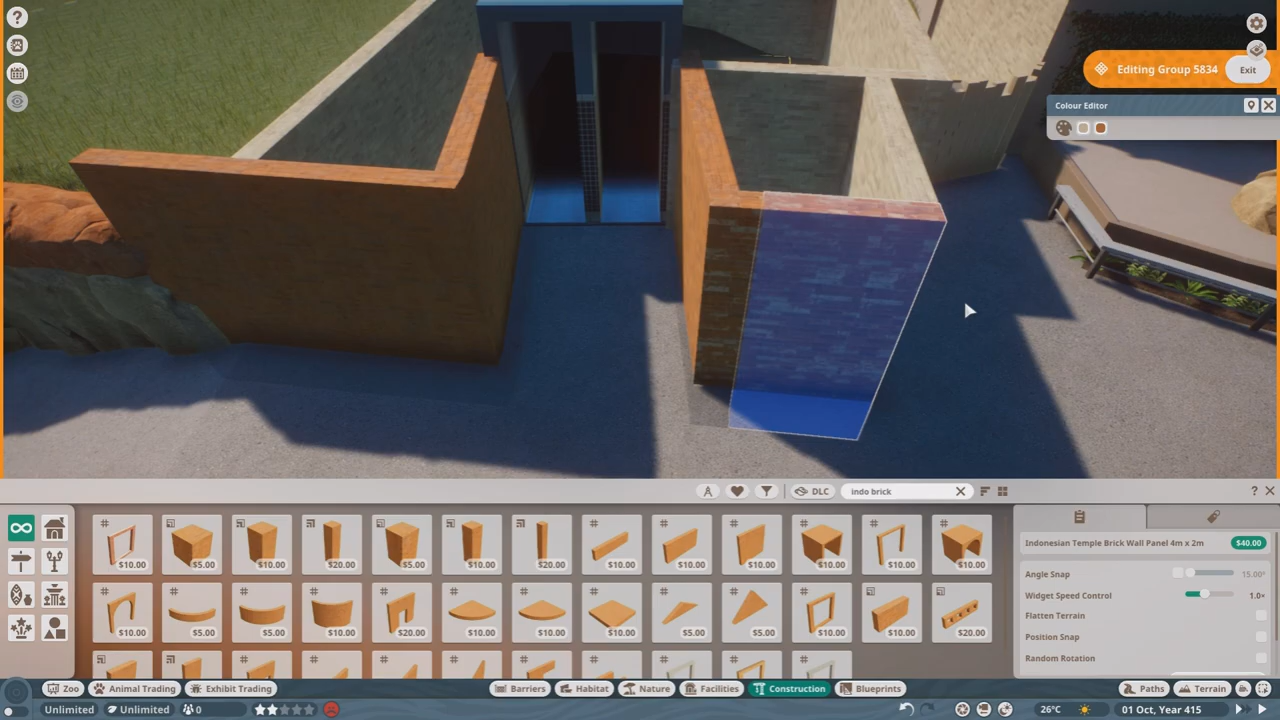 ?
Editing Group 5834
Exit
Colour Editor
DLC
indo brick
?
$10.00
$5.00
$10.00
$20.00
$5.00
$10.00
$20.00
$10.00
$10.00
$10.00
$10.00
$10.00
$10.00
Indonesian Temple Brick Wall Panel 4m x 2m
$40.00
Angle Snap
15.00°
Widget Speed Control
1.0×
Flatten Terrain
Position Snap
Random Rotation
$10.00
$5.00
$5.00
$10.00
$20.00
$10.00
$10.00
$10.00
$5.00
$5.00
$10.00
$10.00
$20.00
Zoo
Animal Trading
Exhibit Trading
Barriers
Habitat
Nature
Facilities
Construction
Blueprints
Paths
Terrain
Unlimited
Unlimited
0
26°C
01 Oct, Year 415